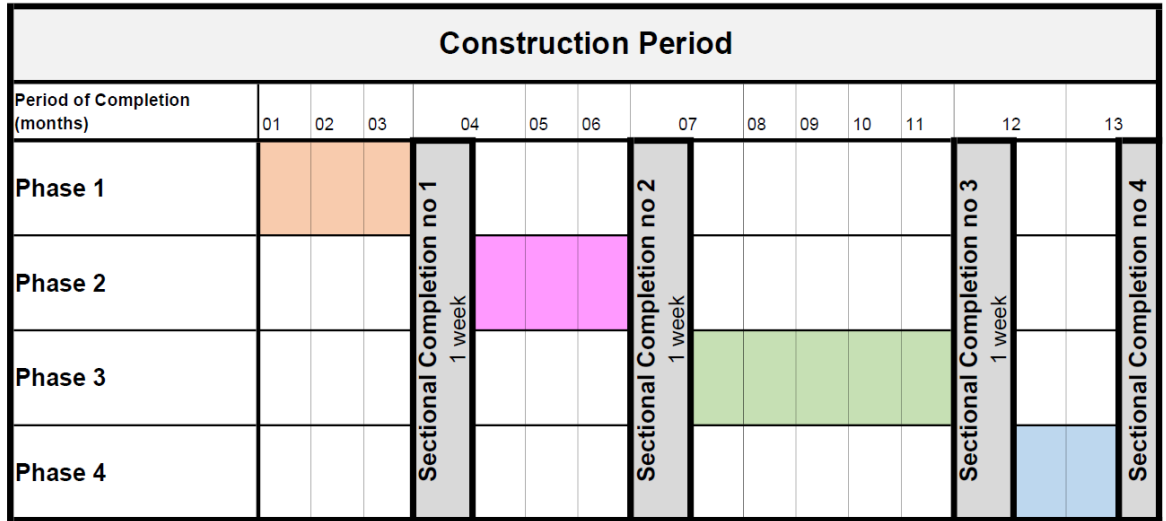 Construction Period
Period of Completion
(months)
01 02 03 04 05 06 07 08 09 10 11 12 13
Phase 1
Phase 2
Phase 3
Phase 4
Sectional Completion no 1
1 week
Sectional Completion no 2
1 week
Sectional Completion no 3
1 week
Sectional Completion no 4